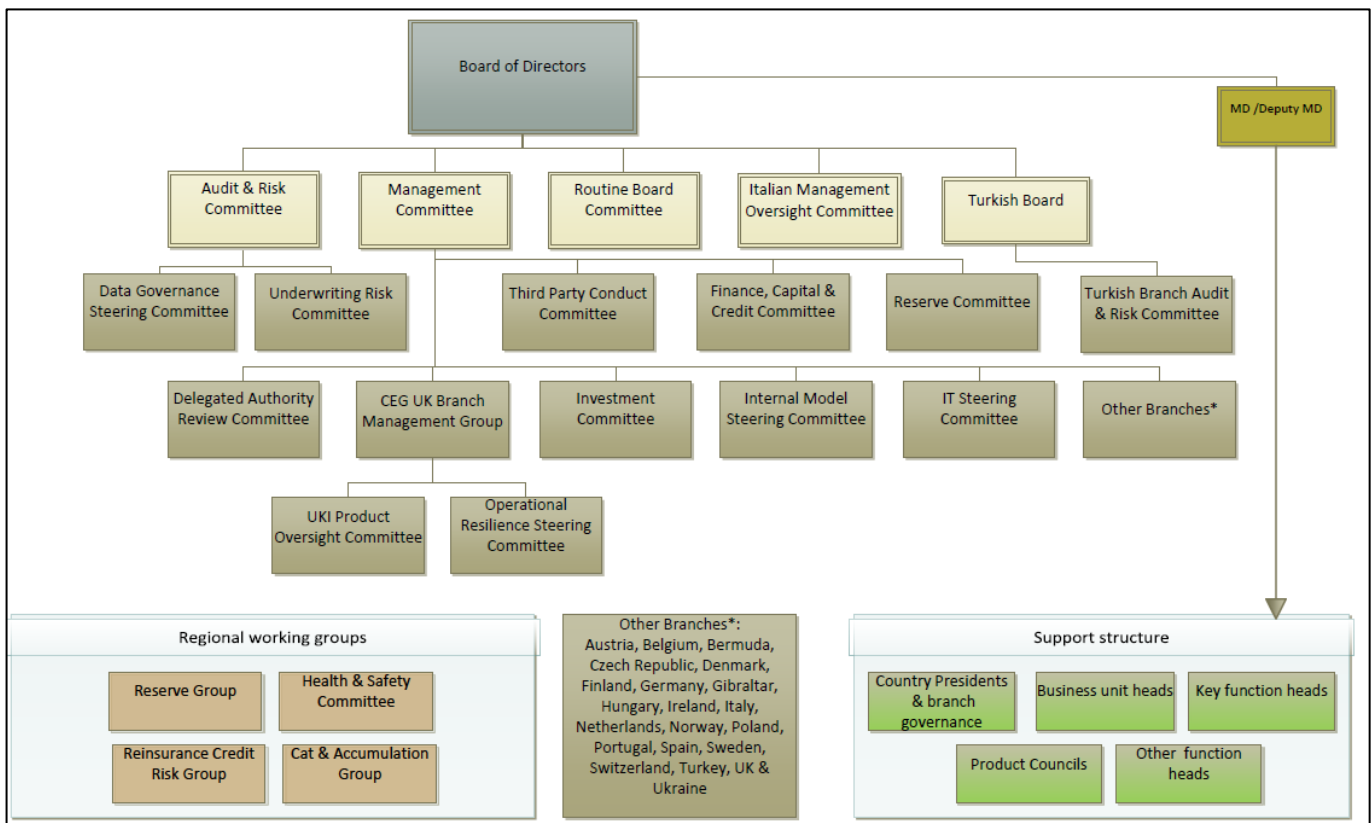 Board of Directors
MD /Deputy MD
Audit & Risk
Committee
Management
Committee
Routine Board
Committee
Italian Management
Oversight Committee
Turkish Board
Data Governance
Steering Committee
Underwriting Risk
Committee
Third Party Conduct
Committee
Finance, Capital &
Credit Committee
Reserve Committee
Turkish Branch Audit
& Risk Committee
Delegated Authority
Review Committee
CEG UK Branch
Management Group
Investment
Committee
Internal Model
Steering Committee
IT Steering
Committee
Other Branches*
UKI Product
Oversight Committee
Operational
Resilience Steering
Committee
Regional working groups
Reserve Group
Health & Safety
Committee
Reinsurance Credit
Risk Group
Cat & Accumulation
Group
Other Branches*:
Austria, Belgium, Bermuda,
Czech Republic, Denmark,
Finland, Germany, Gibraltar,
Hungary, Ireland, Italy,
Netherlands, Norway, Poland,
Portugal, Spain, Sweden,
Switzerland, Turkey, UK &
Ukraine
Support structure
Country Presidents
& branch
governance
Business unit heads
Key function heads
Product Councils
Other function
heads